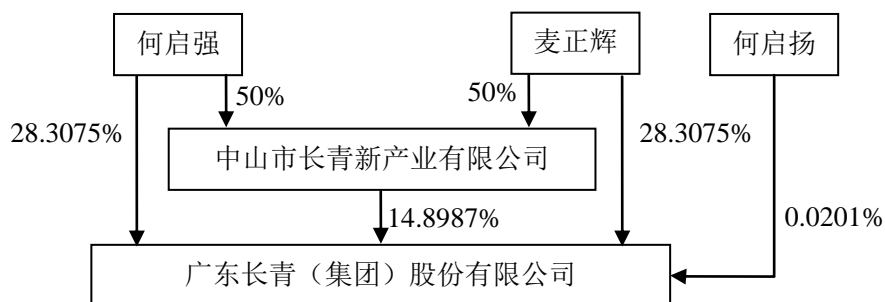 何启强
麦正辉
何启扬
50%
50%
28.3075%
28.3075%
中山市长青新产业有限公司
14.8987%
0.0201%
广东长青（集团）股份有限公司